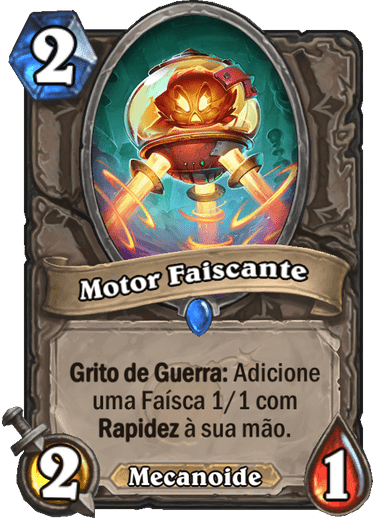 2
Motor Faiscante
Grito de Guerra: Adicione
uma Faísca 1/1 com
Rapidez à sua mão.
2
Mecanoide
1